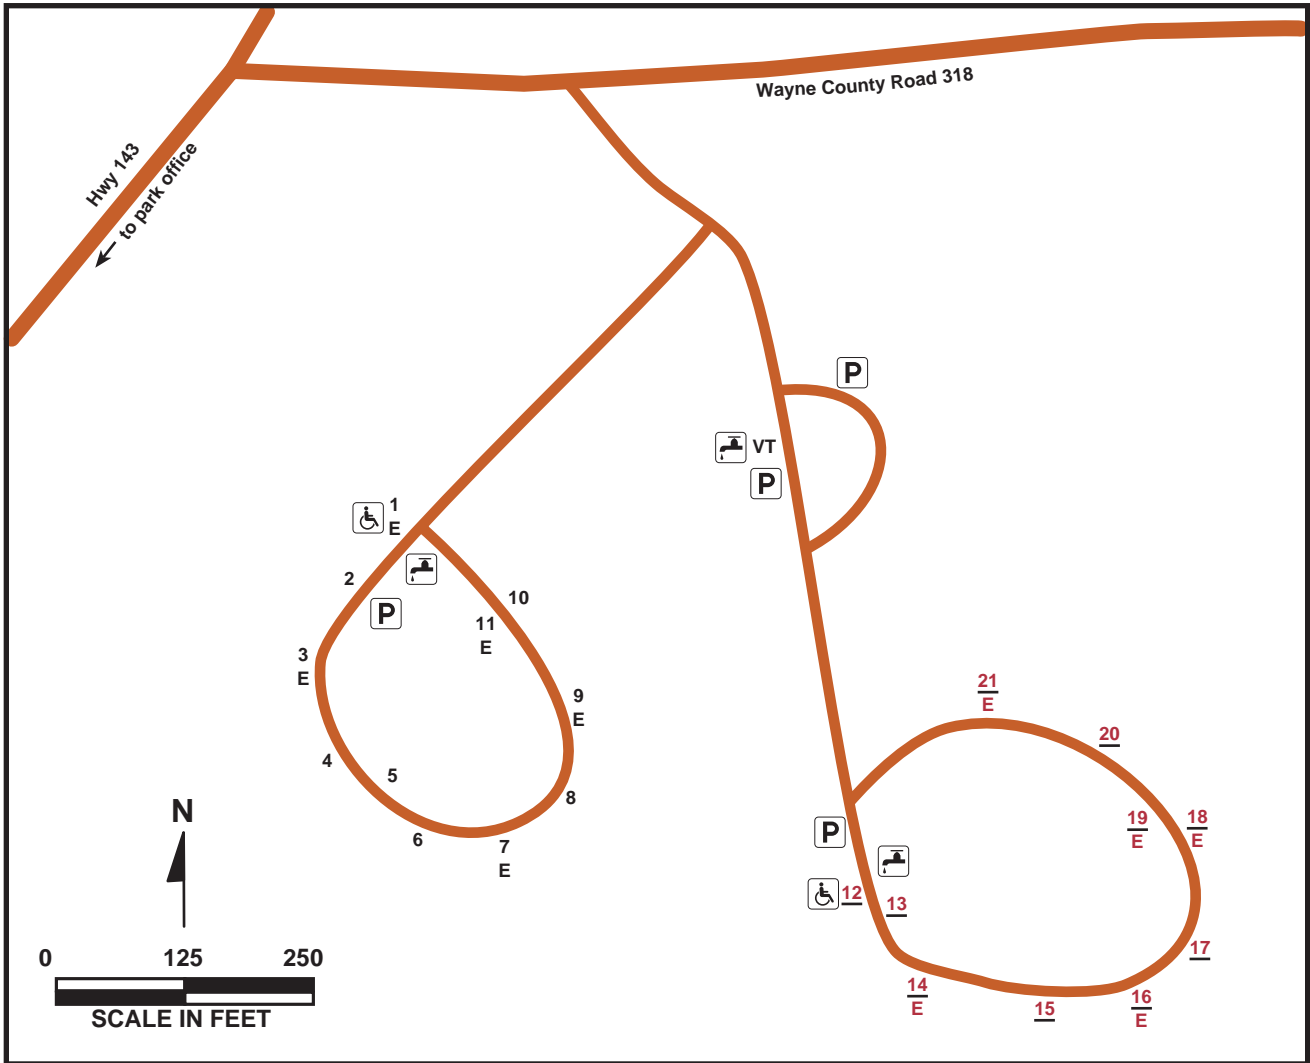 Wayne County Road 318
Hwy 143
to park office
P
VT
P
1
E
2
P
10
11
E
3
E
9
E
4
5
8
6
7
E
21
E
20
19
E
18
E
P
12
13
17
14
E
15
16
E
N
0 125 250
SCALE IN FEET